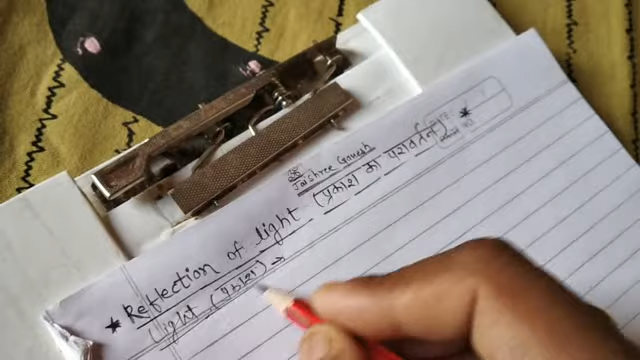 ॐ
Jaishree Ganesh
* Reflection of light (प्रकाश का परावर्तन) *
Light (प्रकाश) →